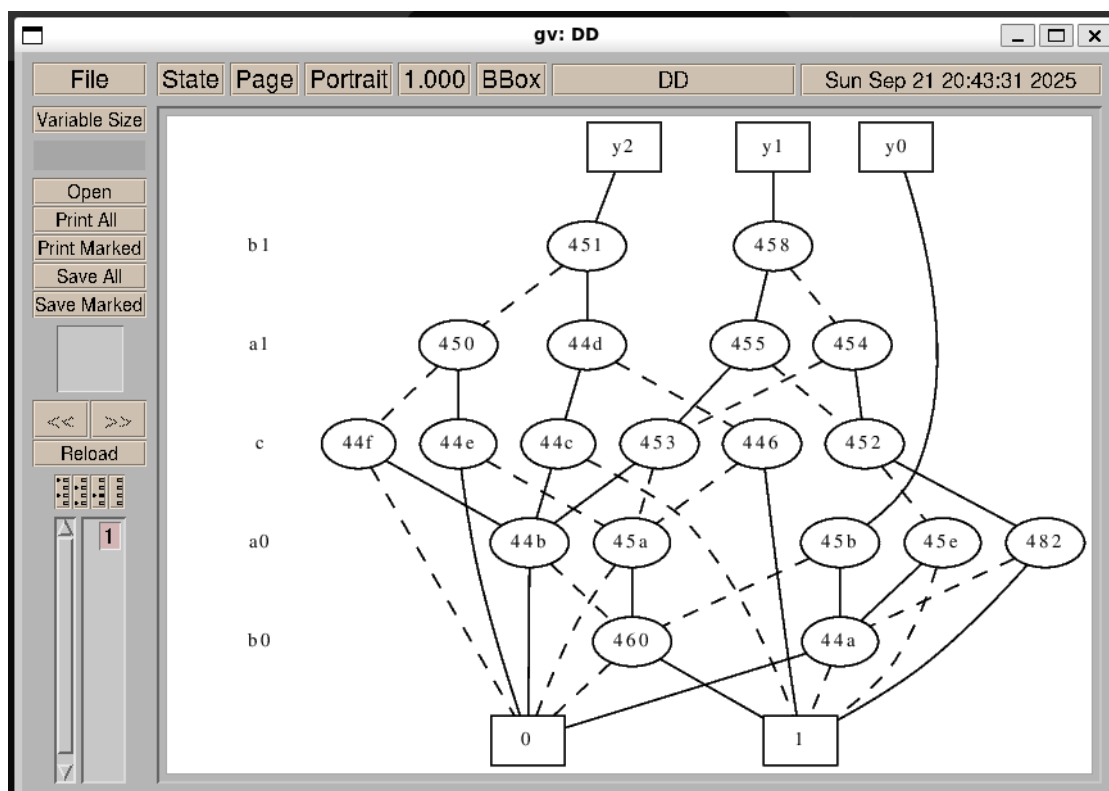 gv: DD
File State Page Portrait 1.000 BBox DD Sun Sep 21 20:43:31 2025
Variable Size
Open
Print All
Print Marked
Save All
Save Marked
<< >>
Reload
1
y2 y1 y0
b1 451 458
a1 450 44d 455 454
c 44f 44e 44c 453 446 452
a0 44b 45a 45b 45e 482
b0 460 44a
0 1